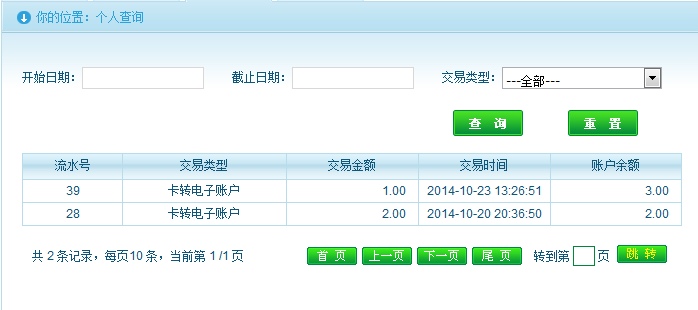 你的位置：个人查询
开始日期： 截止日期： 交易类型： ---全部---
查 询 重 置
流水号 交易类型 交易金额 交易时间 账户余额
39 卡转电子账户 1.00 2014-10-23 13:26:51 3.00
28 卡转电子账户 2.00 2014-10-20 20:36:50 2.00
共 2 条记录，每页10 条，当前第 1 /1 页 首 页 上一页 下一页 尾 页 转到第 页 跳 转